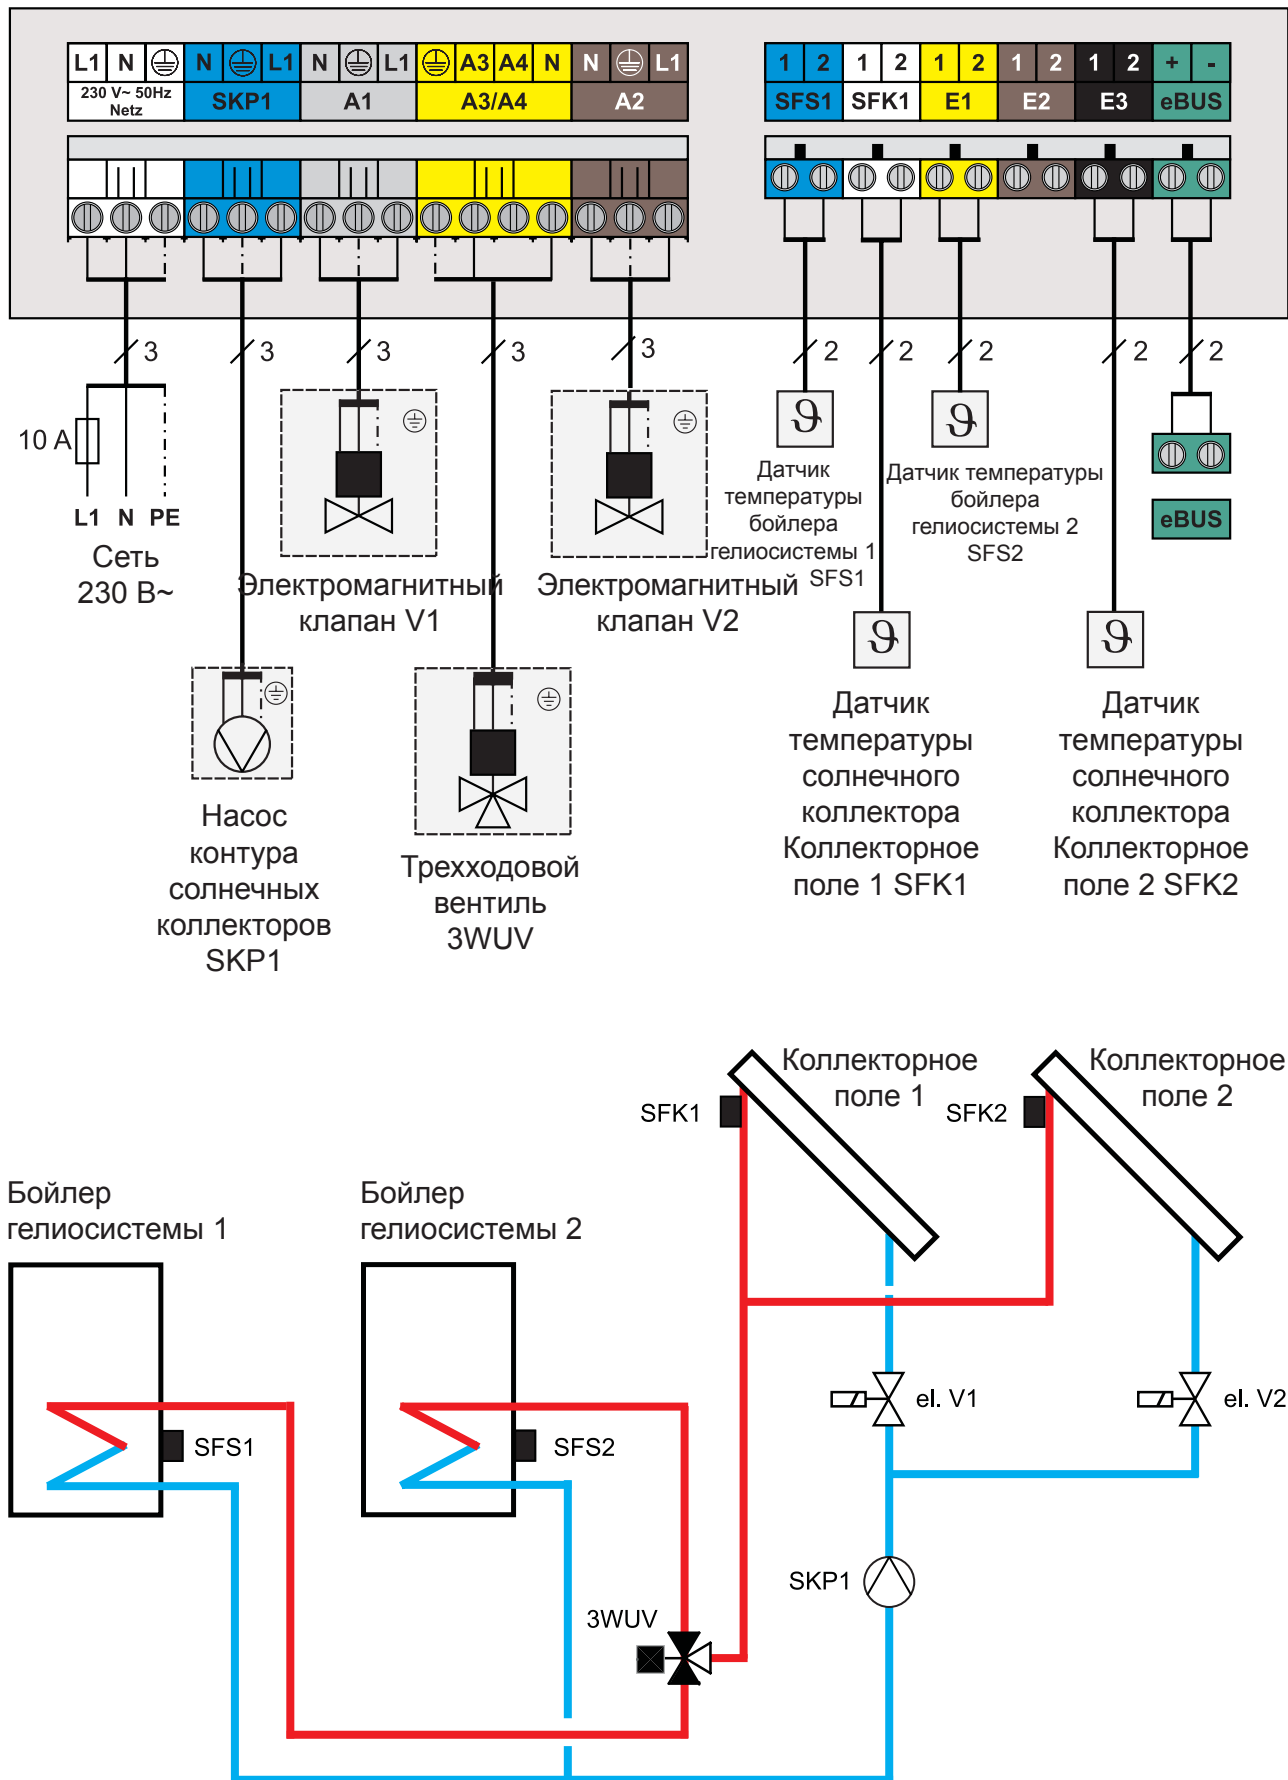 L1 N N L1 N L1 A3 A4 N N L1
230 V~ 50Hz
Netz
SKP1 A1 A3/A4 A2
1 2 1 2 1 2 1 2 1 2 + -
SFS1 SFK1 E1 E2 E3 eBUS
3 3 3 3 3 2 2 2 2 2
10 A
L1 N PE
Сеть
230 В~
Электромагнитный
клапан V1
Электромагнитный
клапан V2
ϑ
Датчик
температуры
бойлера
гелиосистемы 1
SFS1
ϑ
Датчик температуры
бойлера
гелиосистемы 2
SFS2
eBUS
Насос
контура
солнечных
коллекторов
SKP1
Трехходовой
вентиль
3WUV
ϑ
Датчик
температуры
солнечного
коллектора
Коллекторное
поле 1 SFK1
ϑ
Датчик
температуры
солнечного
коллектора
Коллекторное
поле 2 SFK2
Коллекторное
поле 1
Коллекторное
поле 2
SFK1
SFK2
Бойлер
гелиосистемы 1
Бойлер
гелиосистемы 2
el. V1
el. V2
SFS1
SFS2
SKP1
3WUV